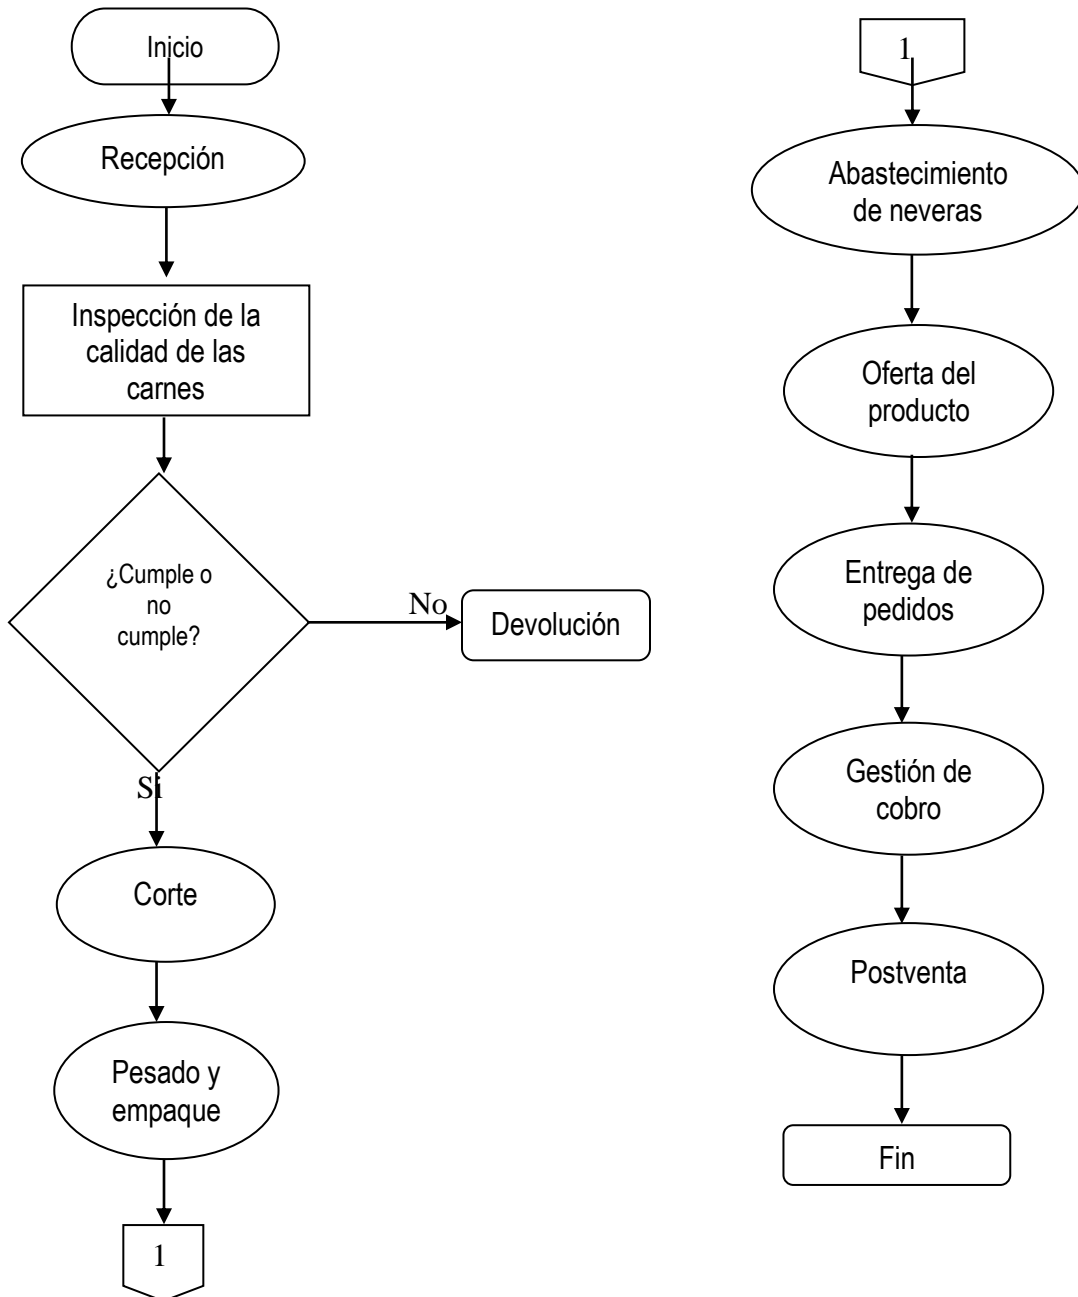 Inicio
Recepción
Inspección de la
calidad de las
carnes
¿Cumple o
no
cumple?
No
Devolución
Si
Corte
Pesado y
empaque
1
1
Abastecimiento
de neveras
Oferta del
producto
Entrega de
pedidos
Gestión de
cobro
Postventa
Fin